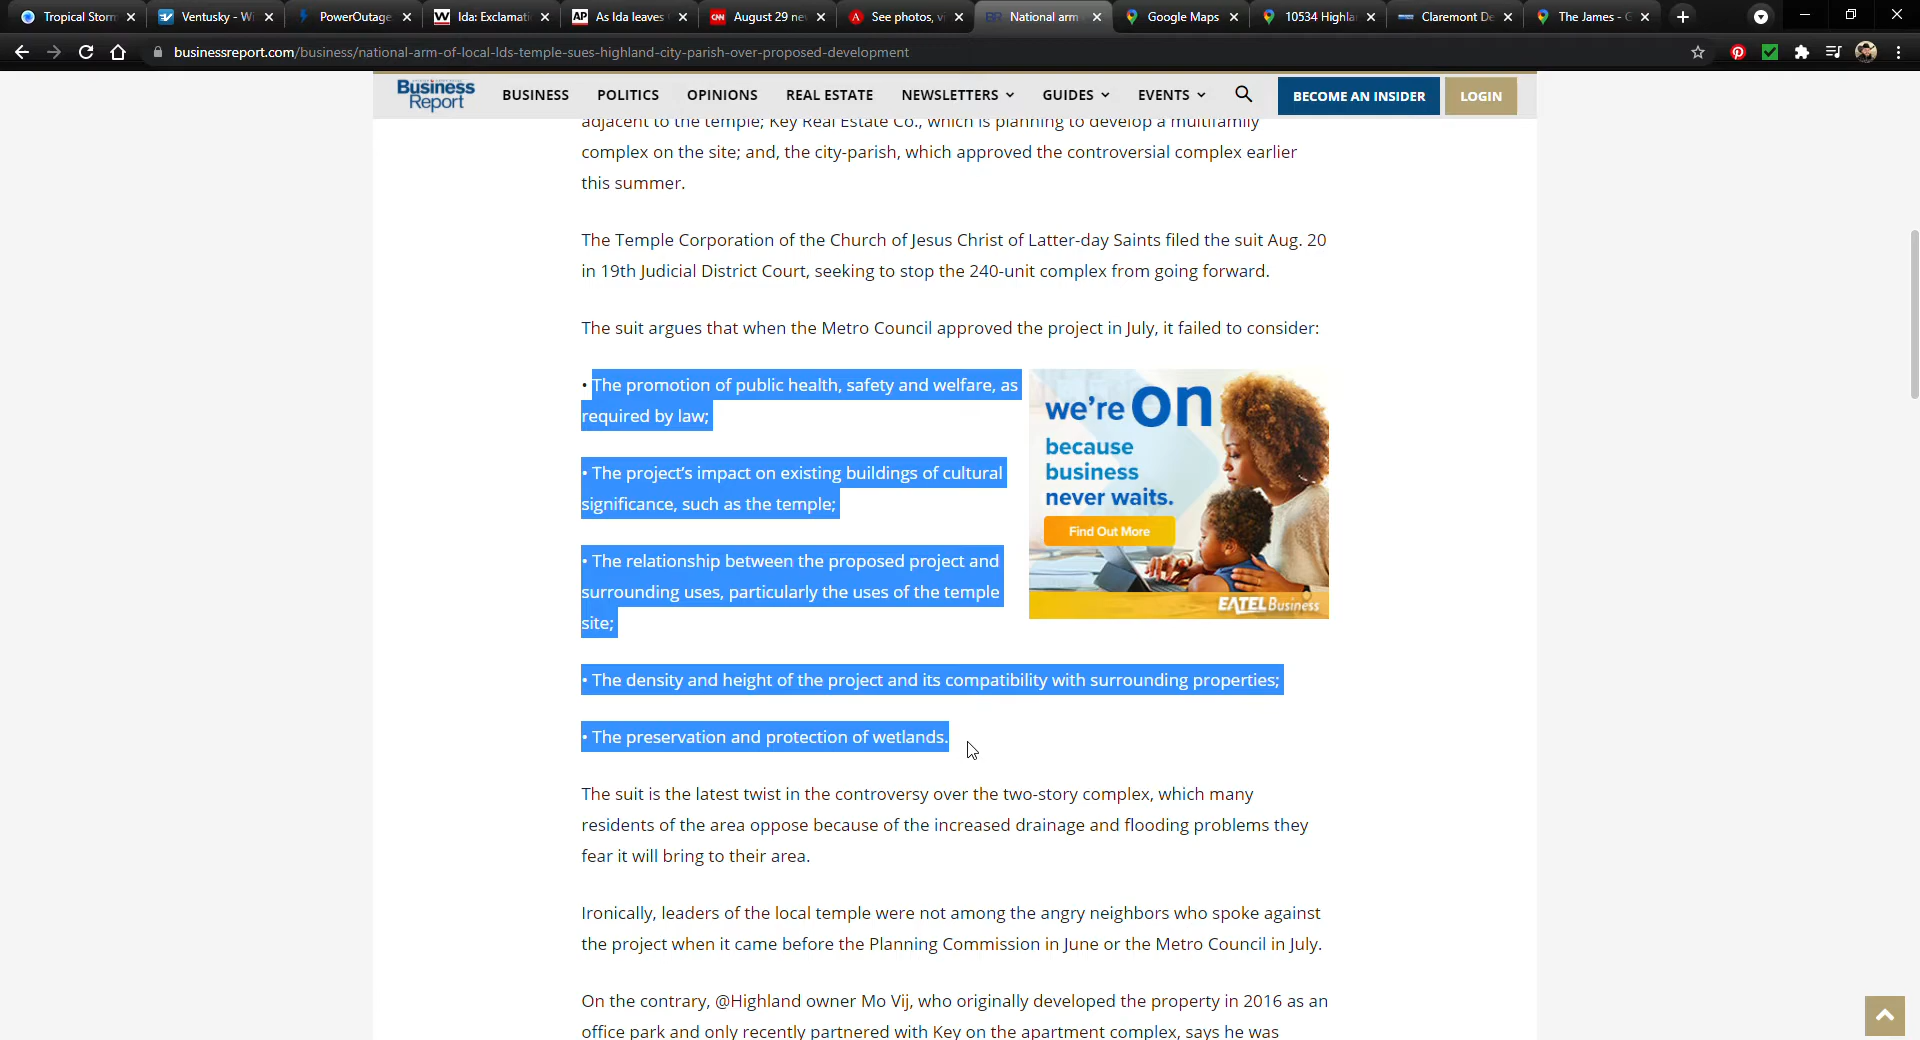 Tropical Storm
Ventusky - Wi
PowerOutage
Ida: Exclamati
As Ida leaves
August 29 ne
See photos, vi
National arm
Google Maps
10534 Highla
Claremont De
The James - G
businessreport.com/business/national-arm-of-local-lds-temple-sues-highland-city-parish-over-proposed-development
Business
Report
BUSINESS
POLITICS
OPINIONS
REAL ESTATE
NEWSLETTERS
GUIDES
EVENTS
BECOME AN INSIDER
LOGIN
adjacent to the temple; Key Real Estate Co., which is planning to develop a multifamily
complex on the site; and, the city-parish, which approved the controversial complex earlier
this summer.
The Temple Corporation of the Church of Jesus Christ of Latter-day Saints filed the suit Aug. 20
in 19th Judicial District Court, seeking to stop the 240-unit complex from going forward.
The suit argues that when the Metro Council approved the project in July, it failed to consider:
• The promotion of public health, safety and welfare, as
required by law;
• The project’s impact on existing buildings of cultural
significance, such as the temple;
• The relationship between the proposed project and
surrounding uses, particularly the uses of the temple
site;
• The density and height of the project and its compatibility with surrounding properties;
• The preservation and protection of wetlands.
we're on
because
business
never waits.
Find Out More
EATEL Business
The suit is the latest twist in the controversy over the two-story complex, which many
residents of the area oppose because of the increased drainage and flooding problems they
fear it will bring to their area.
Ironically, leaders of the local temple were not among the angry neighbors who spoke against
the project when it came before the Planning Commission in June or the Metro Council in July.
On the contrary, @Highland owner Mo Vij, who originally developed the property in 2016 as an
office park and only recently partnered with Key on the apartment complex, says he was